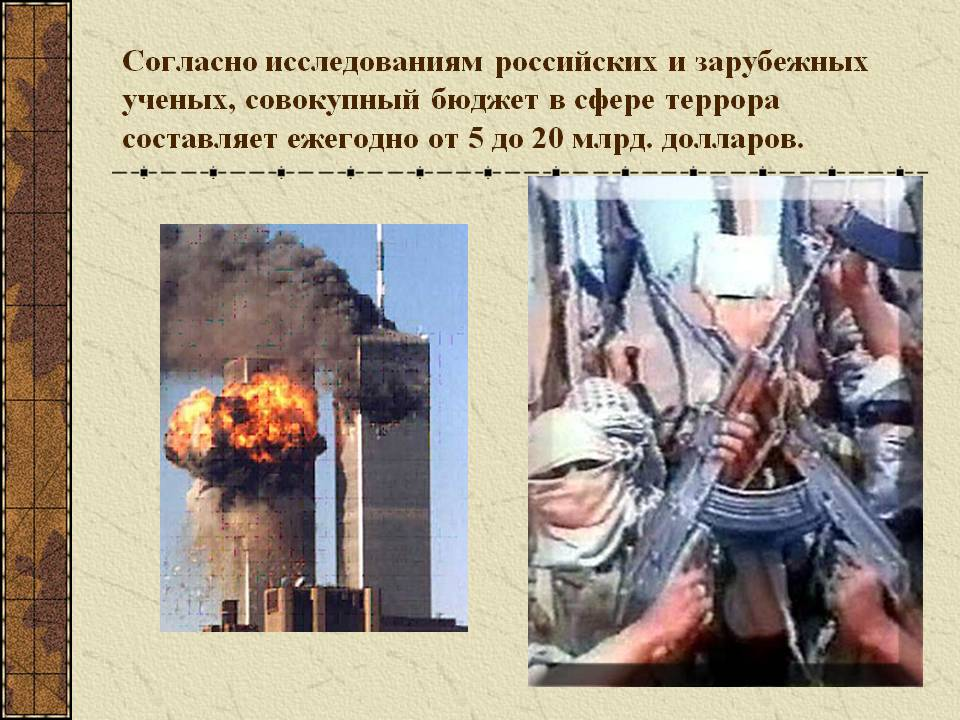 Согласно исследованиям российских и зарубежных
ученых, совокупный бюджет в сфере террора
составляет ежегодно от 5 до 20 млрд. долларов.